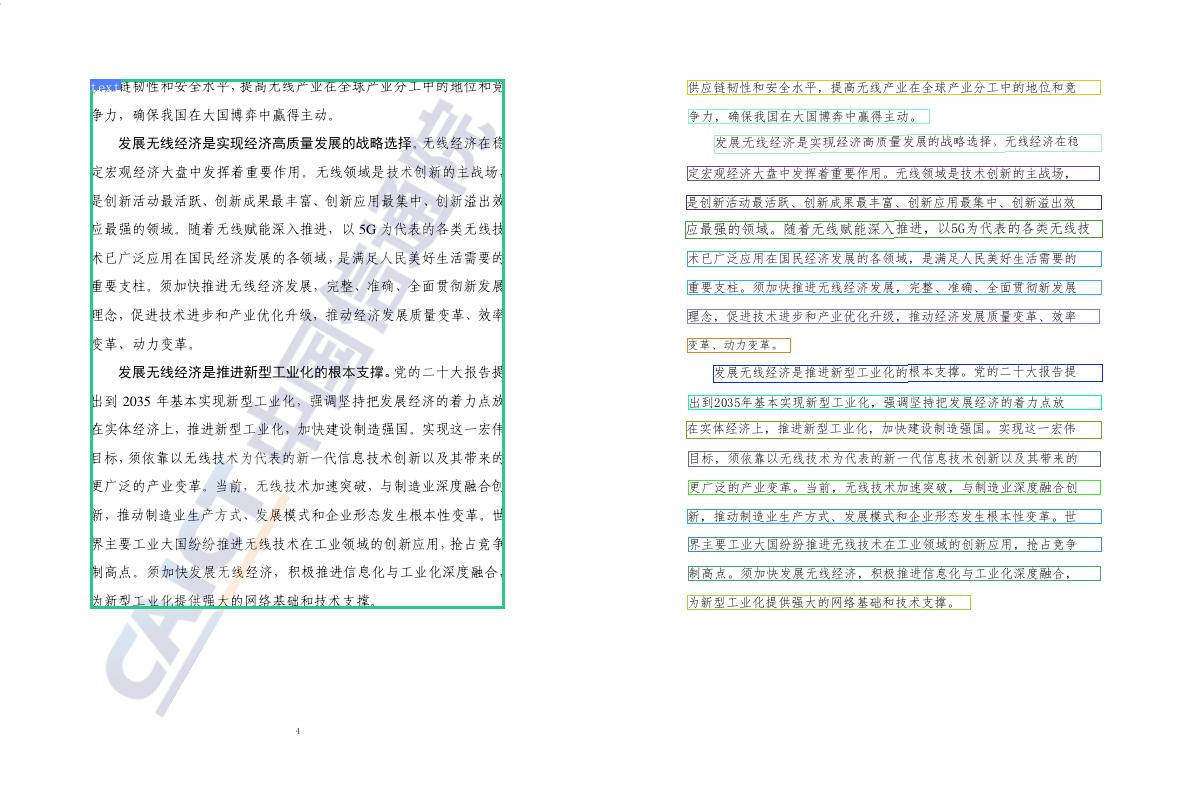 text链韧性和安全水平，提高无线产业在全球产业分工中的地位和竞
争力，确保我国在大国博弈中赢得主动。
发展无线经济是实现经济高质量发展的战略选择。无线经济在稳
定宏观经济大盘中发挥着重要作用。无线领域是技术创新的主战场，
是创新活动最活跃、创新成果最丰富、创新应用最集中、创新溢出效
应最强的领域。随着无线赋能深入推进，以 5G 为代表的各类无线技
术已广泛应用在国民经济发展的各领域，是满足人民美好生活需要的
重要支柱。须加快推进无线经济发展，完整、准确、全面贯彻新发展
理念，促进技术进步和产业优化升级，推动经济发展质量变革、效率
变革、动力变革。
发展无线经济是推进新型工业化的根本支撑。党的二十大报告提
出到 2035 年基本实现新型工业化，强调坚持把发展经济的着力点放
在实体经济上，推进新型工业化，加快建设制造强国。实现这一宏伟
目标，须依靠以无线技术为代表的新一代信息技术创新以及其带来的
更广泛的产业变革。当前，无线技术加速突破，与制造业深度融合创
新，推动制造业生产方式、发展模式和企业形态发生根本性变革。世
界主要工业大国纷纷推进无线技术在工业领域的创新应用，抢占竞争
制高点。须加快发展无线经济，积极推进信息化与工业化深度融合，
为新型工业化提供强大的网络基础和技术支撑。
CAICT 中国信通院
4
供应链韧性和安全水平，提高无线产业在全球产业分工中的地位和竞
争力，确保我国在大国博弈中赢得主动。
发展无线经济是实现经济高质量发展的战略选择。无线经济在稳
定宏观经济大盘中发挥着重要作用。无线领域是技术创新的主战场，
是创新活动最活跃、创新成果最丰富、创新应用最集中、创新溢出效
应最强的领域。随着无线赋能深入推进，以5G为代表的各类无线技
术已广泛应用在国民经济发展的各领域，是满足人民美好生活需要的
重要支柱。须加快推进无线经济发展，完整、准确、全面贯彻新发展
理念，促进技术进步和产业优化升级，推动经济发展质量变革、效率
变革、动力变革。
发展无线经济是推进新型工业化的根本支撑。党的二十大报告提
出到2035年基本实现新型工业化，强调坚持把发展经济的着力点放
在实体经济上，推进新型工业化，加快建设制造强国。实现这一宏伟
目标，须依靠以无线技术为代表的新一代信息技术创新以及其带来的
更广泛的产业变革。当前，无线技术加速突破，与制造业深度融合创
新，推动制造业生产方式、发展模式和企业形态发生根本性变革。世
界主要工业大国纷纷推进无线技术在工业领域的创新应用，抢占竞争
制高点。须加快发展无线经济，积极推进信息化与工业化深度融合，
为新型工业化提供强大的网络基础和技术支撑。